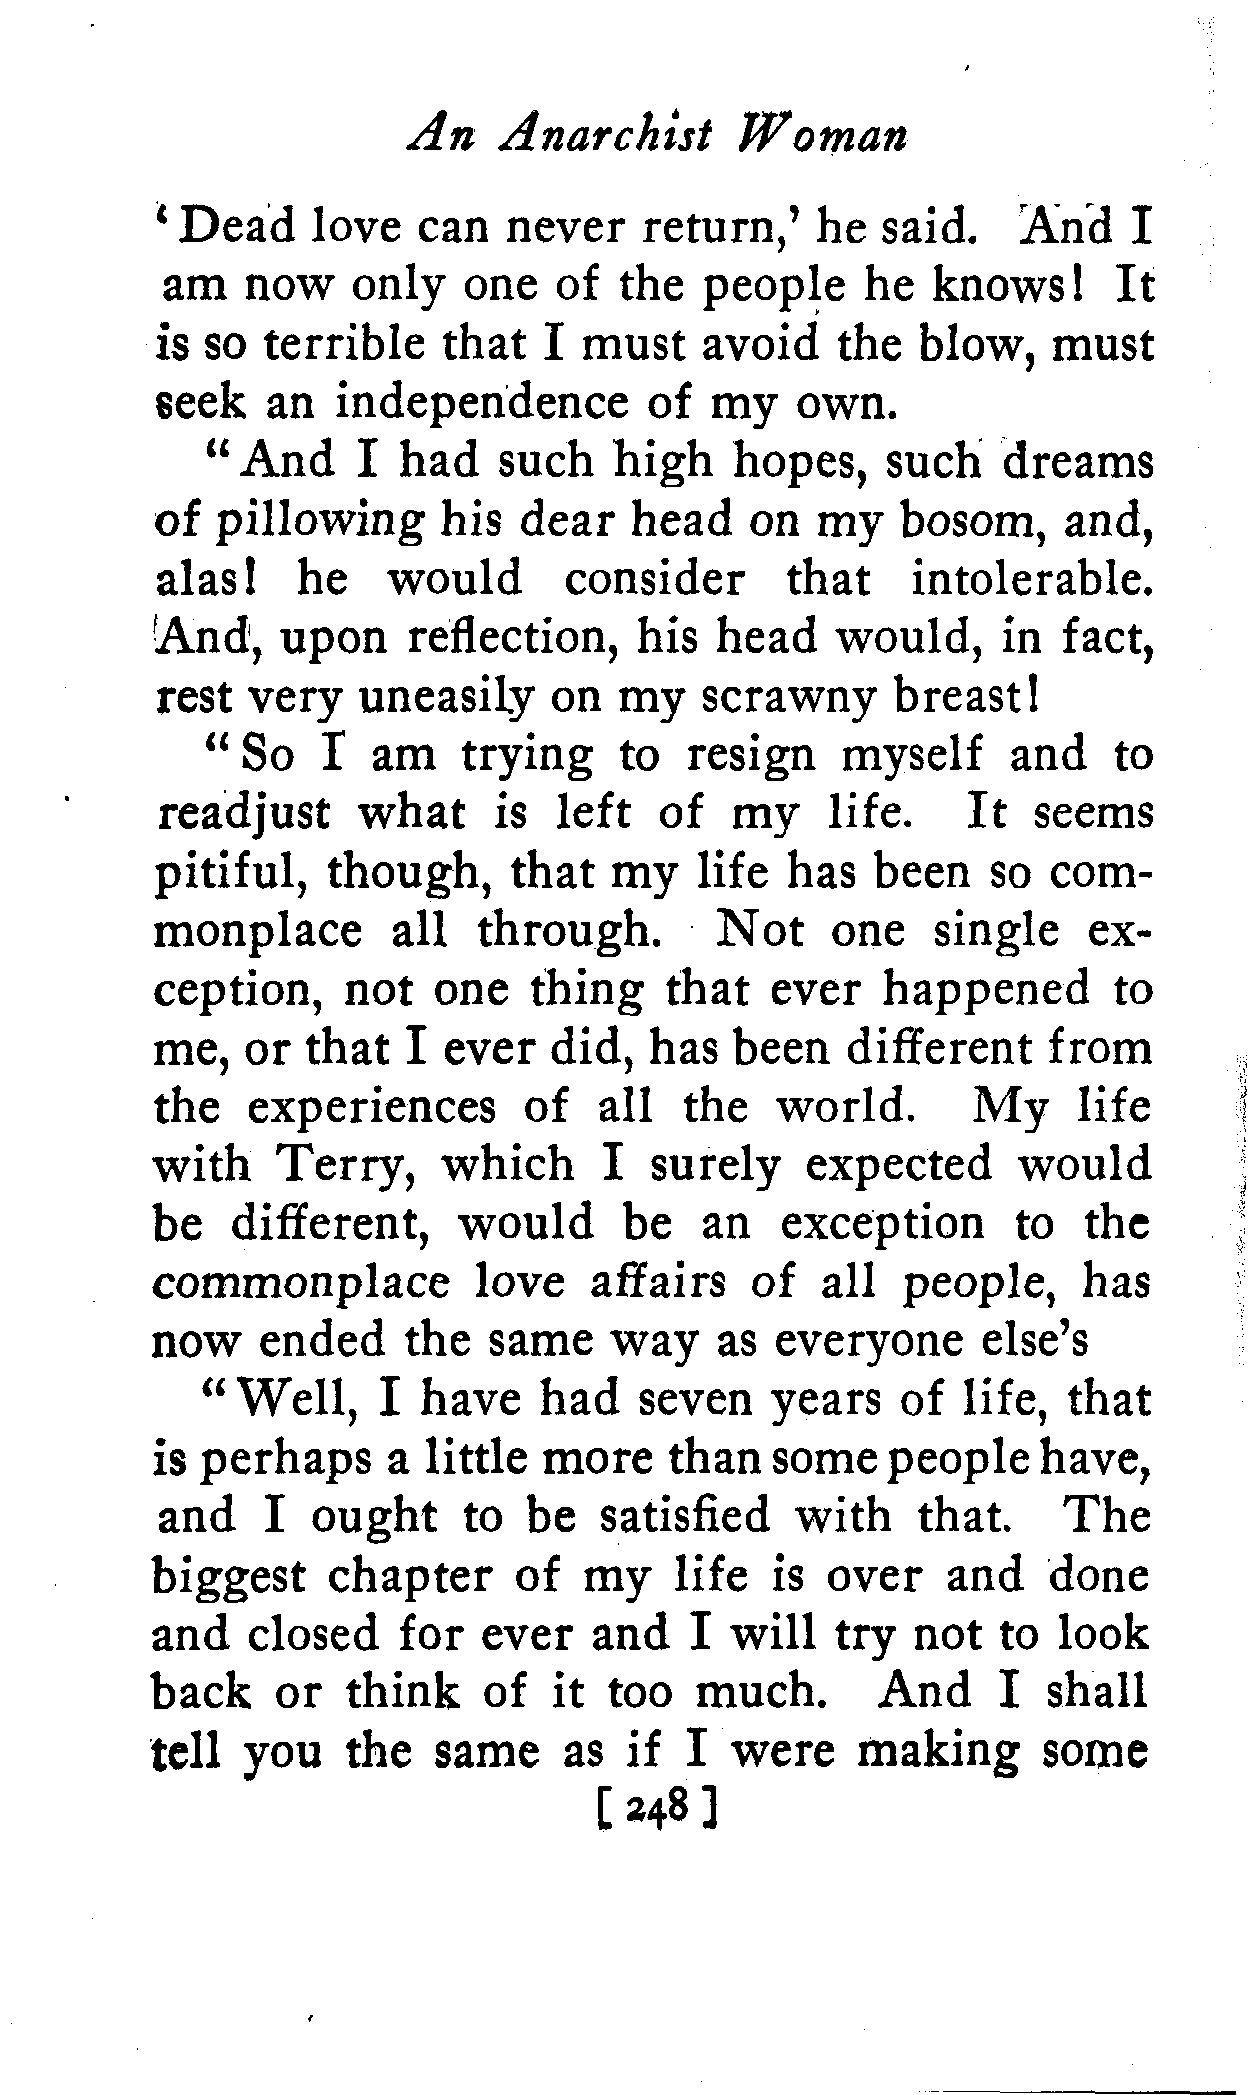 An Anarchist Woman
‘Dead love can never return,’ he said. And I
am now only one of the people he knows! It
is so terrible that I must avoid the blow, must
seek an independence of my own.
“And I had such high hopes, such dreams
of pillowing his dear head on my bosom, and,
alas! he would consider that intolerable.
And, upon reflection, his head would, in fact,
rest very uneasily on my scrawny breast!
“So I am trying to resign myself and to
readjust what is left of my life. It seems
pitiful, though, that my life has been so com-
monplace all through. Not one single ex-
ception, not one thing that ever happened to
me, or that I ever did, has been different from
the experiences of all the world. My life
with Terry, which I surely expected would
be different, would be an exception to the
commonplace love affairs of all people, has
now ended the same way as everyone else’s
“Well, I have had seven years of life, that
is perhaps a little more than some people have,
and I ought to be satisfied with that. The
biggest chapter of my life is over and done
and closed for ever and I will try not to look
back or think of it too much. And I shall
tell you the same as if I were making some
[248]